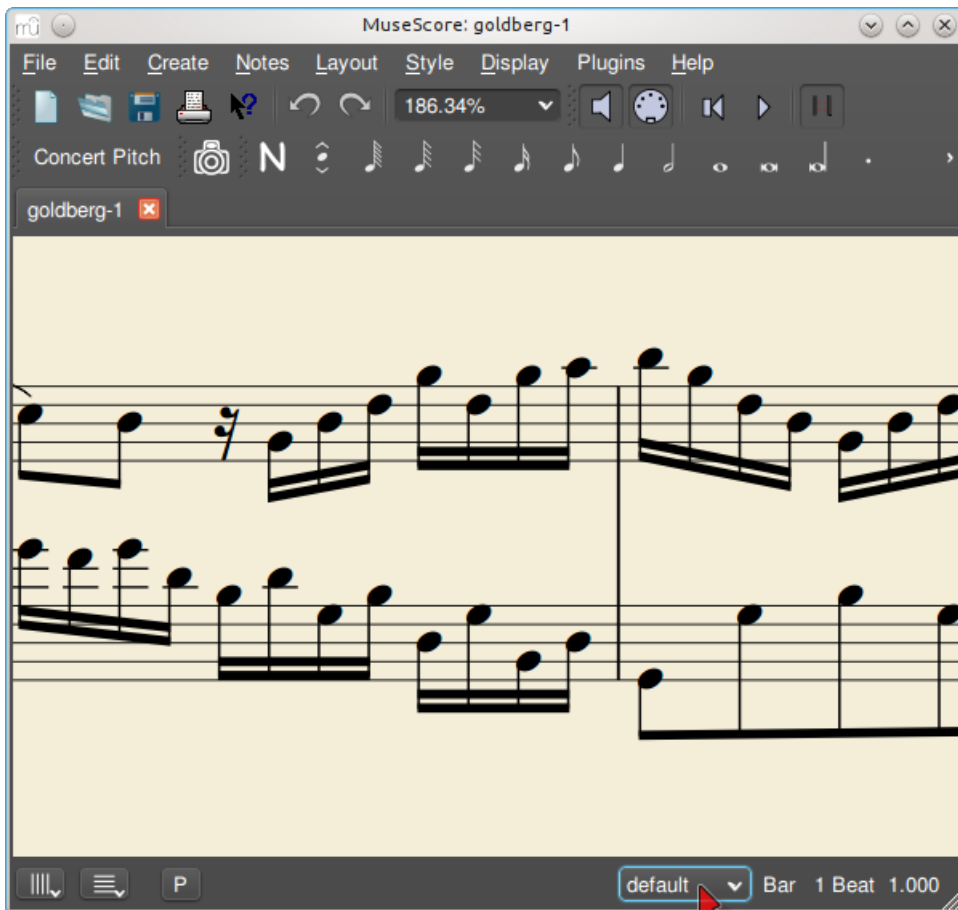 MuseScore: goldberg-1
File Edit Create Notes Layout Style Display Plugins Help
186.34%
Concert Pitch N
goldberg-1
P default Bar 1 Beat 1.000